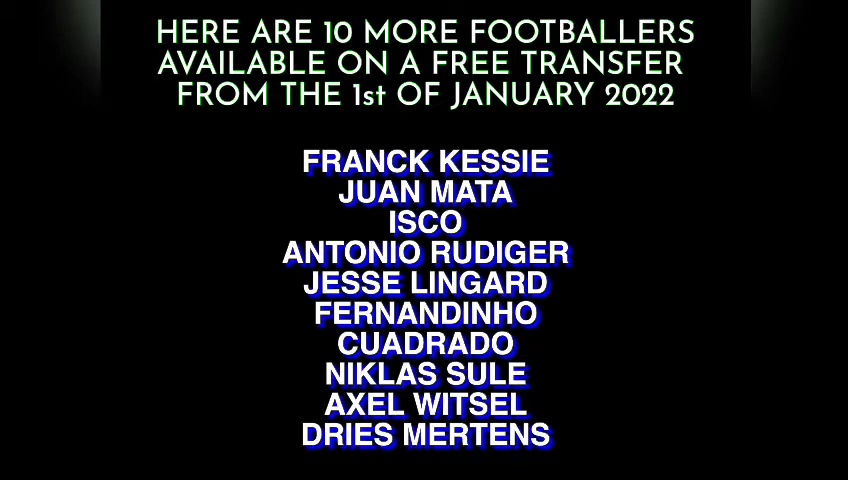 HERE ARE 10 MORE FOOTBALLERS
AVAILABLE ON A FREE TRANSFER
FROM THE 1st OF JANUARY 2022
FRANCK KESSIE
JUAN MATA
ISCO
ANTONIO RUDIGER
JESSE LINGARD
FERNANDINHO
CUADRADO
NIKLAS SULE
AXEL WITSEL
DRIES MERTENS